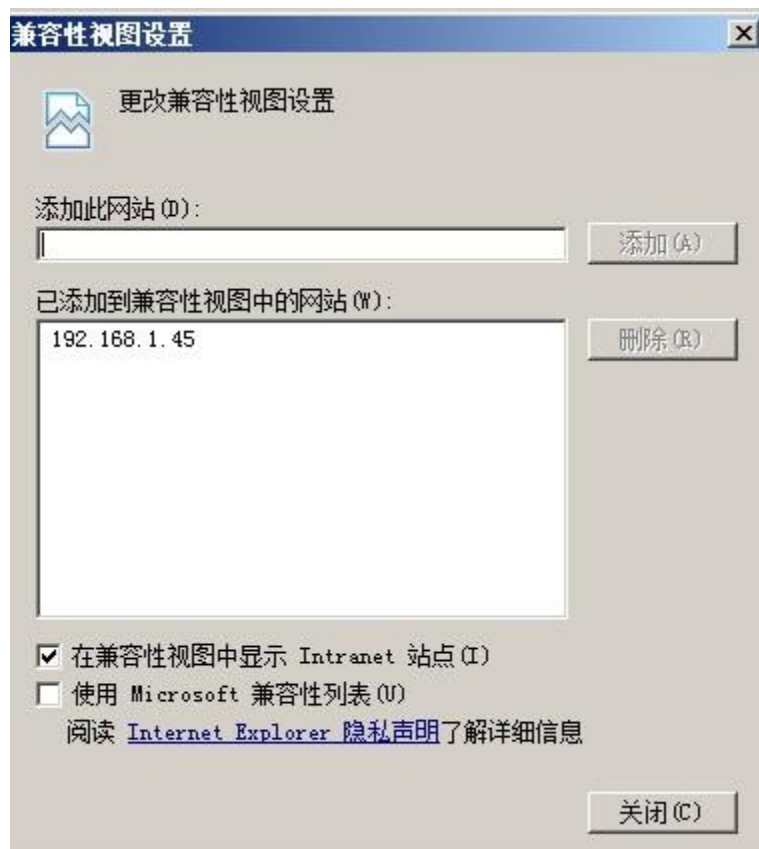 兼容性视图设置
更改兼容性视图设置
添加此网站(D):
添加(A)
已添加到兼容性视图中的网站(W):
192.168.1.45
删除(R)
在兼容性视图中显示 Intranet 站点(I)
使用 Microsoft 兼容性列表(U)
阅读 Internet Explorer 隐私声明了解详细信息
关闭(C)